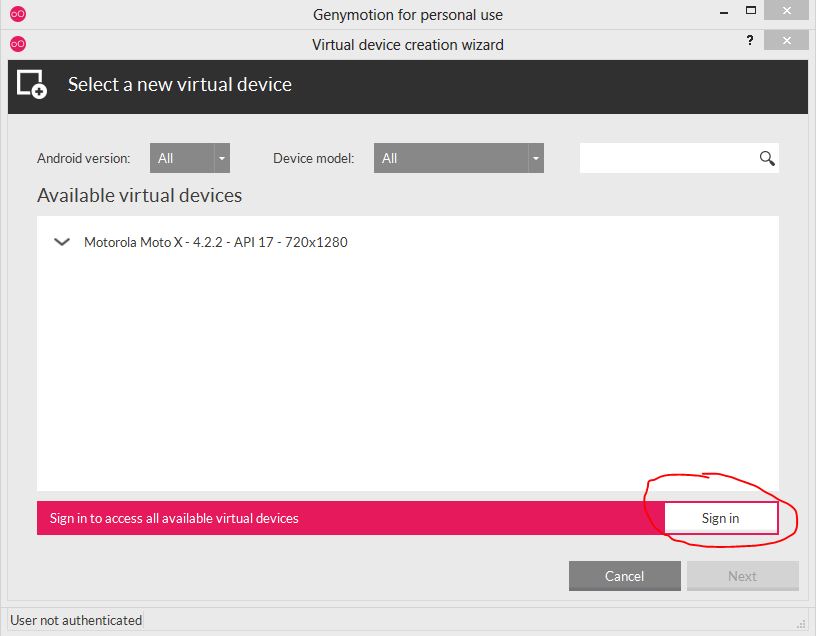 Genymotion for personal use
Virtual device creation wizard
?
Select a new virtual device
Android version: All Device model: All
Available virtual devices
Motorola Moto X - 4.2.2 - API 17 - 720x1280
Sign in to access all available virtual devices Sign in
Cancel Next
User not authenticated